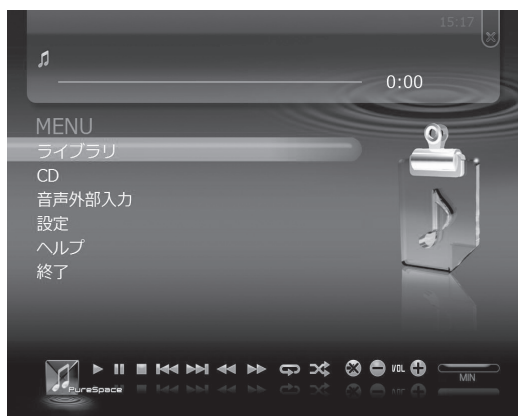 15:17
0:00
MENU
ライブラリ
CD
音声外部入力
設定
ヘルプ
終了
PureSpace
VOL
MIN